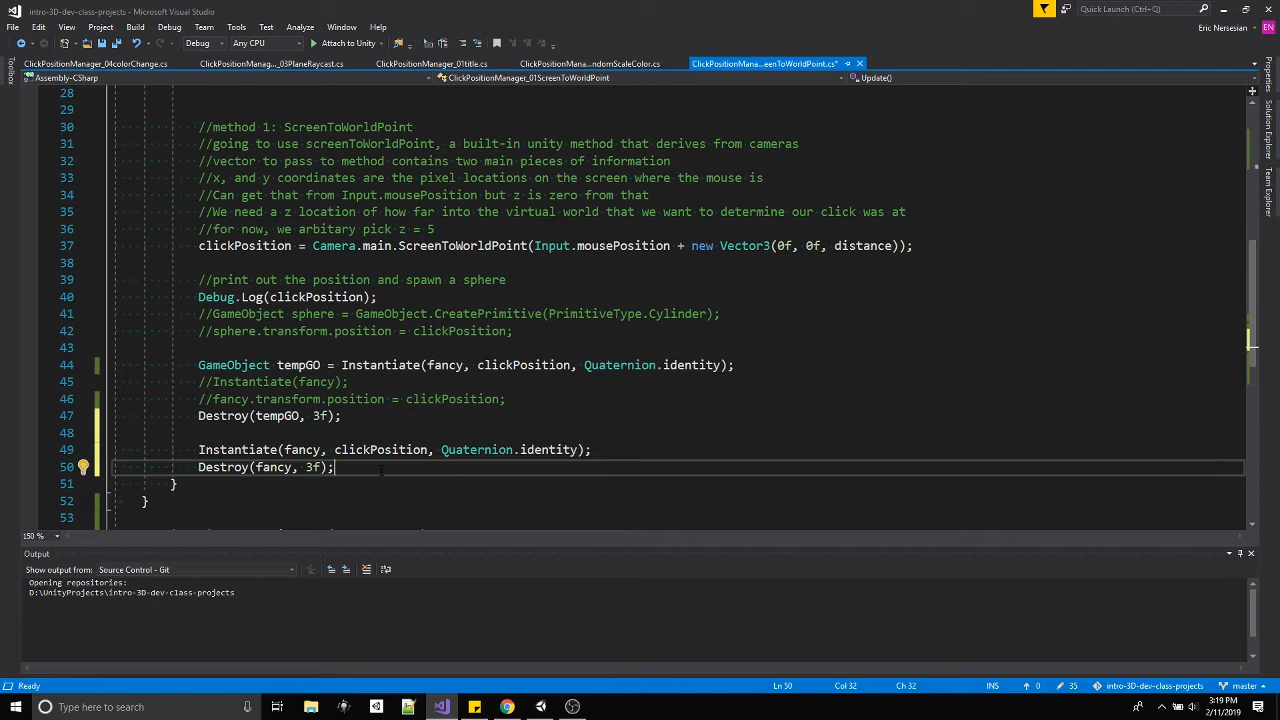 intro-3D-dev-class-projects - Microsoft Visual Studio
Quick Launch (Ctrl+Q)
File Edit View Project Build Debug Team Tools Test Analyze Window Help
Eric Nersesian EN
Debug Any CPU Attach to Unity
ClickPositionManager_04colorChange.cs ClickPositionManag..._03PlaneRaycast.cs ClickPositionManager_01title.cs ClickPositionMana...ndomScaleColor.cs ClickPositionMana...eenToWorldPoint.cs*
Assembly-CSharp ClickPositionManager_01ScreenToWorldPoint Update()
Toolbox
Properties
Solution Explorer
Team Explorer
28
29
30 //method 1: ScreenToWorldPoint
31 //going to use screenToWorldPoint, a built-in unity method that derives from cameras
32 //vector to pass to method contains two main pieces of information
33 //x, and y coordinates are the pixel locations on the screen where the mouse is
34 //Can get that from Input.mousePosition but z is zero from that
35 //We need a z location of how far into the virtual world that we want to determine our click was at
36 //for now, we arbitary pick z = 5
37 clickPosition = Camera.main.ScreenToWorldPoint(Input.mousePosition + new Vector3(0f, 0f, distance));
38
39 //print out the position and spawn a sphere
40 Debug.Log(clickPosition);
41 //GameObject sphere = GameObject.CreatePrimitive(PrimitiveType.Cylinder);
42 //sphere.transform.position = clickPosition;
43
44 GameObject tempGO = Instantiate(fancy, clickPosition, Quaternion.identity);
45 //Instantiate(fancy);
46 //fancy.transform.position = clickPosition;
47 Destroy(tempGO, 3f);
48
49 Instantiate(fancy, clickPosition, Quaternion.identity);
50 Destroy(fancy, 3f);
51 }
52 }
53
150 %
Output
Show output from: Source Control - Git
Opening repositories:
D:\UnityProjects\intro-3D-dev-class-projects
Ready Ln 50 Col 32 Ch 32 INS 0 35 intro-3D-dev-class-projects master
Type here to search
3:19 PM
2/11/2019